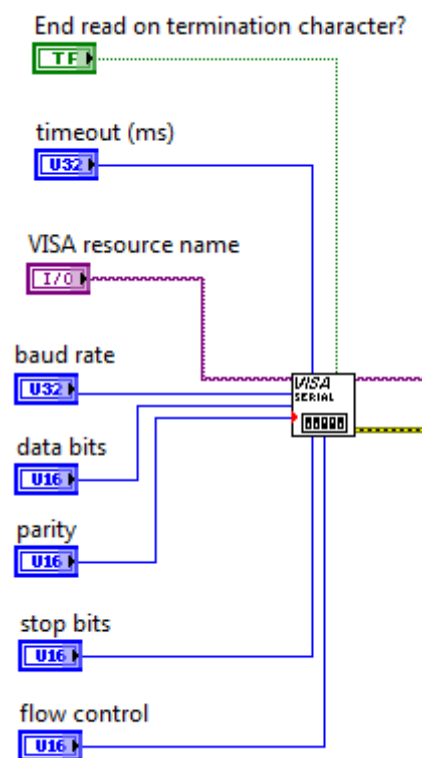 End read on termination character?
TF
timeout (ms)
U32
VISA resource name
I/O
baud rate
U32
VISA
SERIAL
data bits
U16
parity
U16
stop bits
U16
flow control
U16